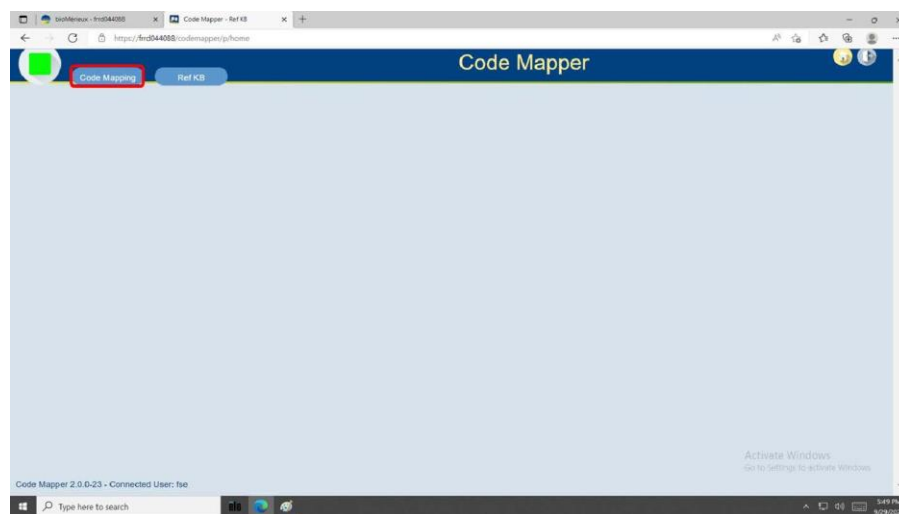 bioMérieux - frrd044088
Code Mapper - Ref KB
https://frrd044088/codemapper/p/home
Code Mapping
Ref KB
Code Mapper
Activate Windows
Go to Settings to activate Windows.
Code Mapper 2.0.0-23 - Connected User: fse
Type here to search
5:49 PM